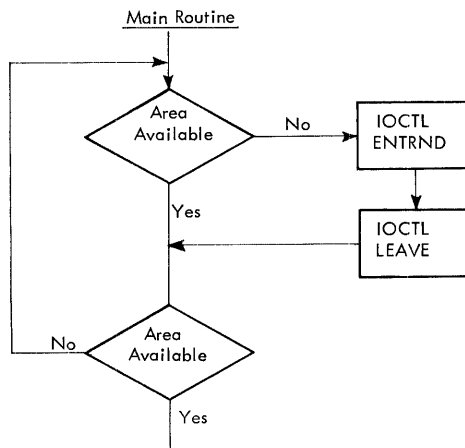 Main Routine
Area
Available
No
IOCTL
ENTRND
Yes
IOCTL
LEAVE
Area
Available
No
Yes